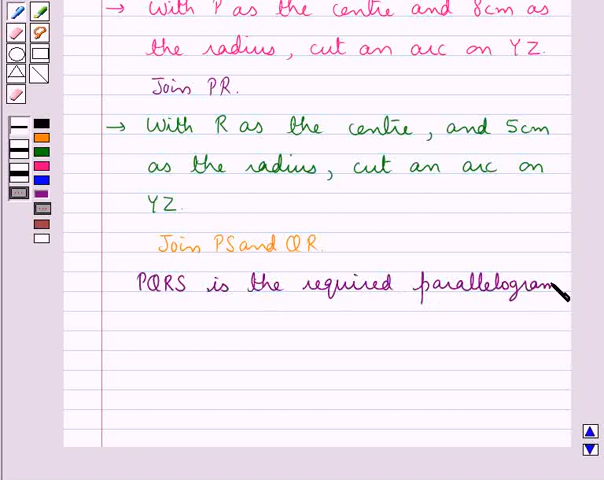 → With P as the centre and 8cm as
the radius, cut an arc on YZ.
Join PR.
→ With R as the centre, and 5cm
as the radius, cut an arc on
YZ.
Join PS and QR.
PQRS is the required parallelogram